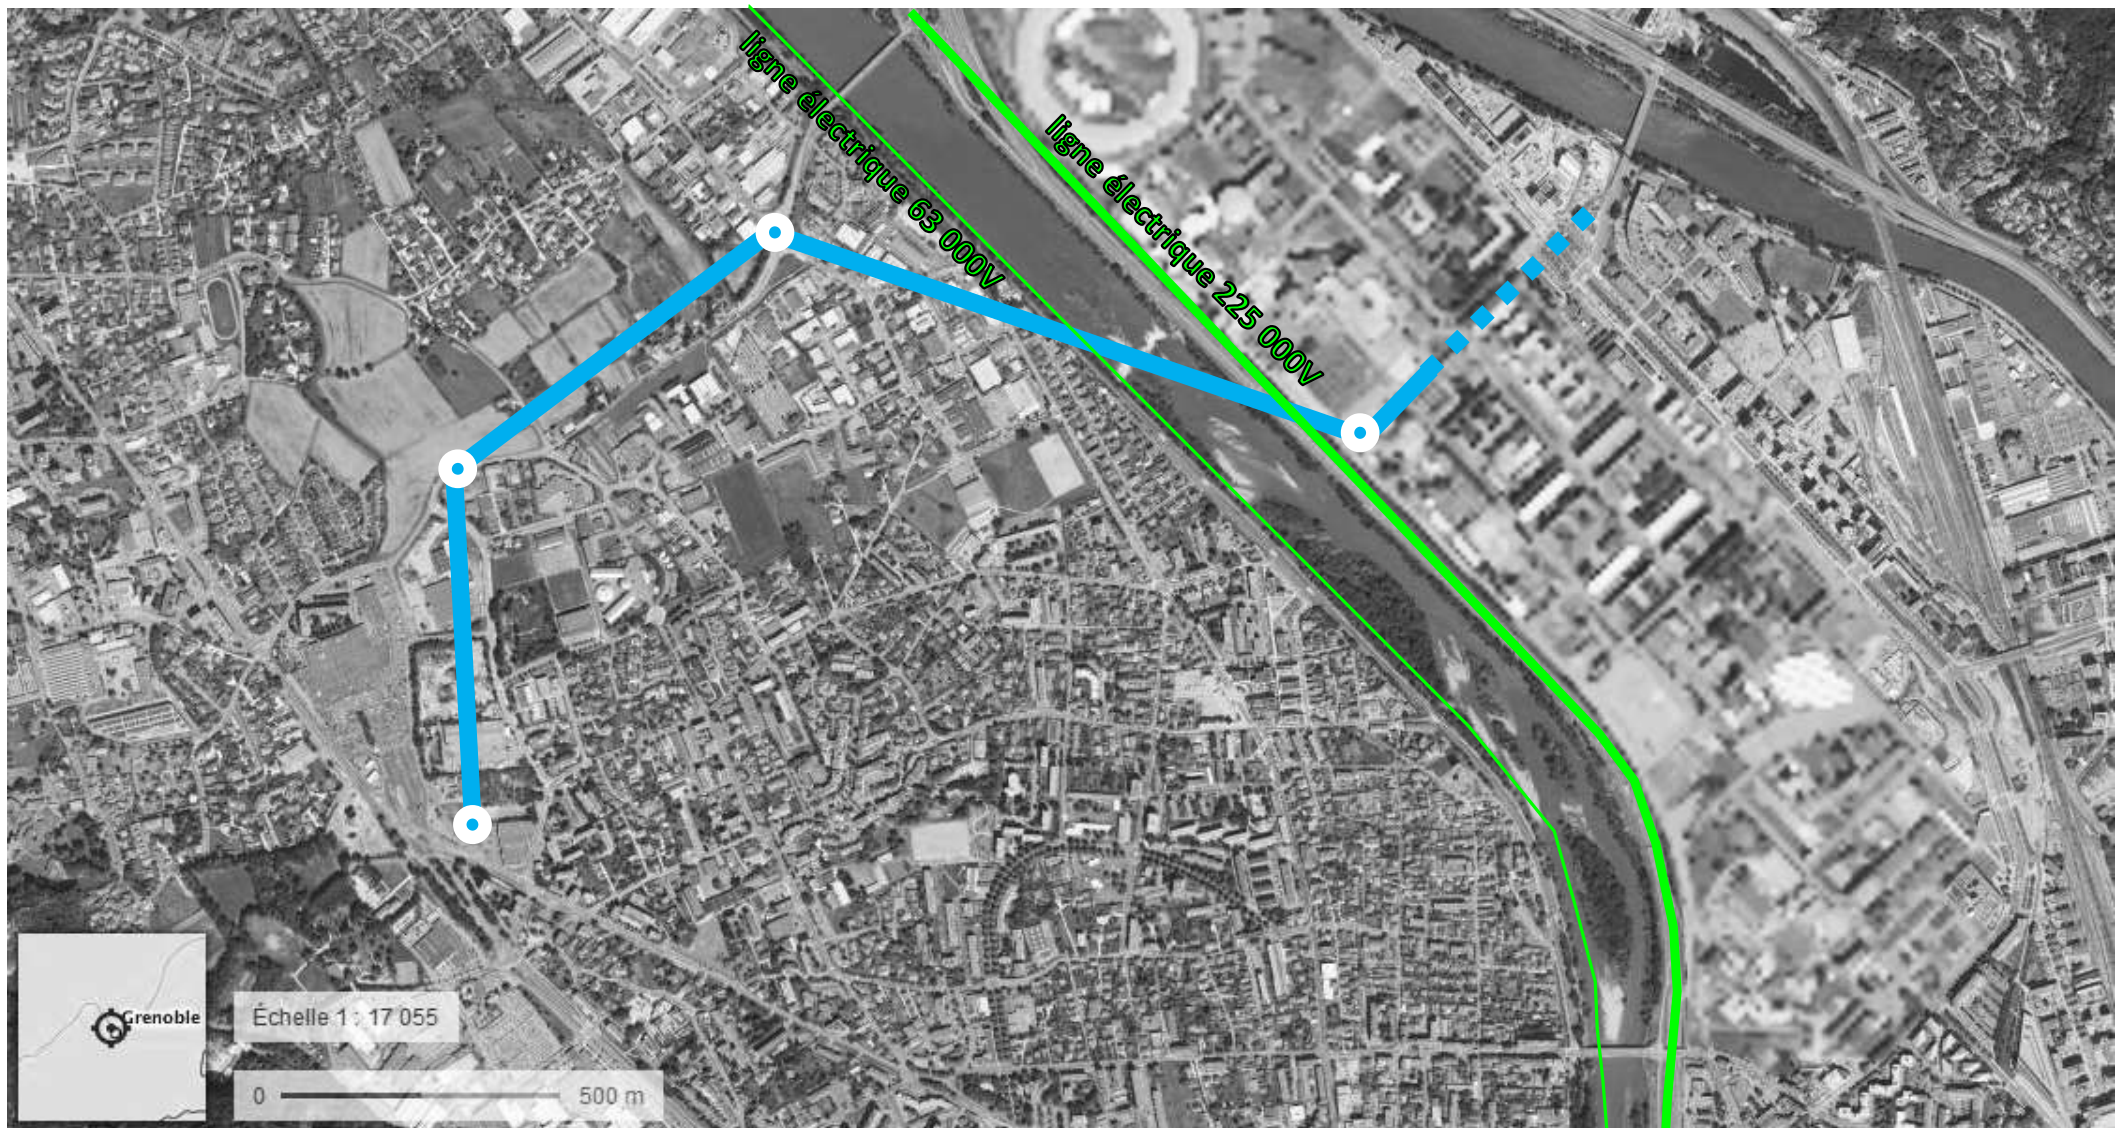 ligne électrique 63 000V
ligne électrique 225 000V
Grenoble
Échelle 1 : 17 055
0 500 m